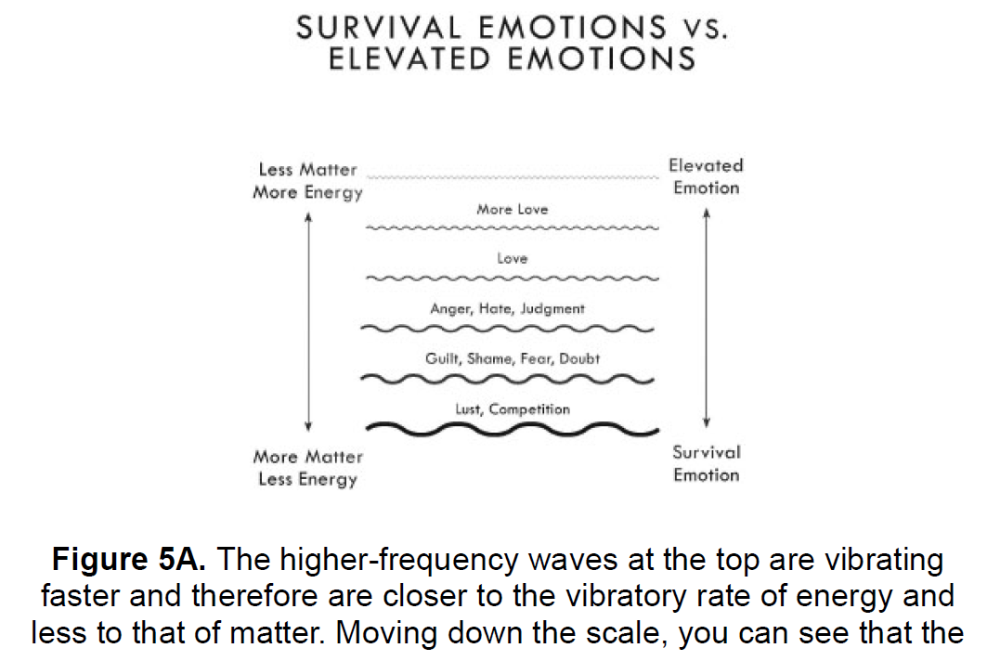 SURVIVAL EMOTIONS VS.
ELEVATED EMOTIONS
Less Matter
More Energy
Elevated
Emotion
More Love
Love
Anger, Hate, Judgment
Guilt, Shame, Fear, Doubt
Lust, Competition
More Matter
Less Energy
Survival
Emotion
Figure 5A. The higher-frequency waves at the top are vibrating
faster and therefore are closer to the vibratory rate of energy and
less to that of matter. Moving down the scale, you can see that the